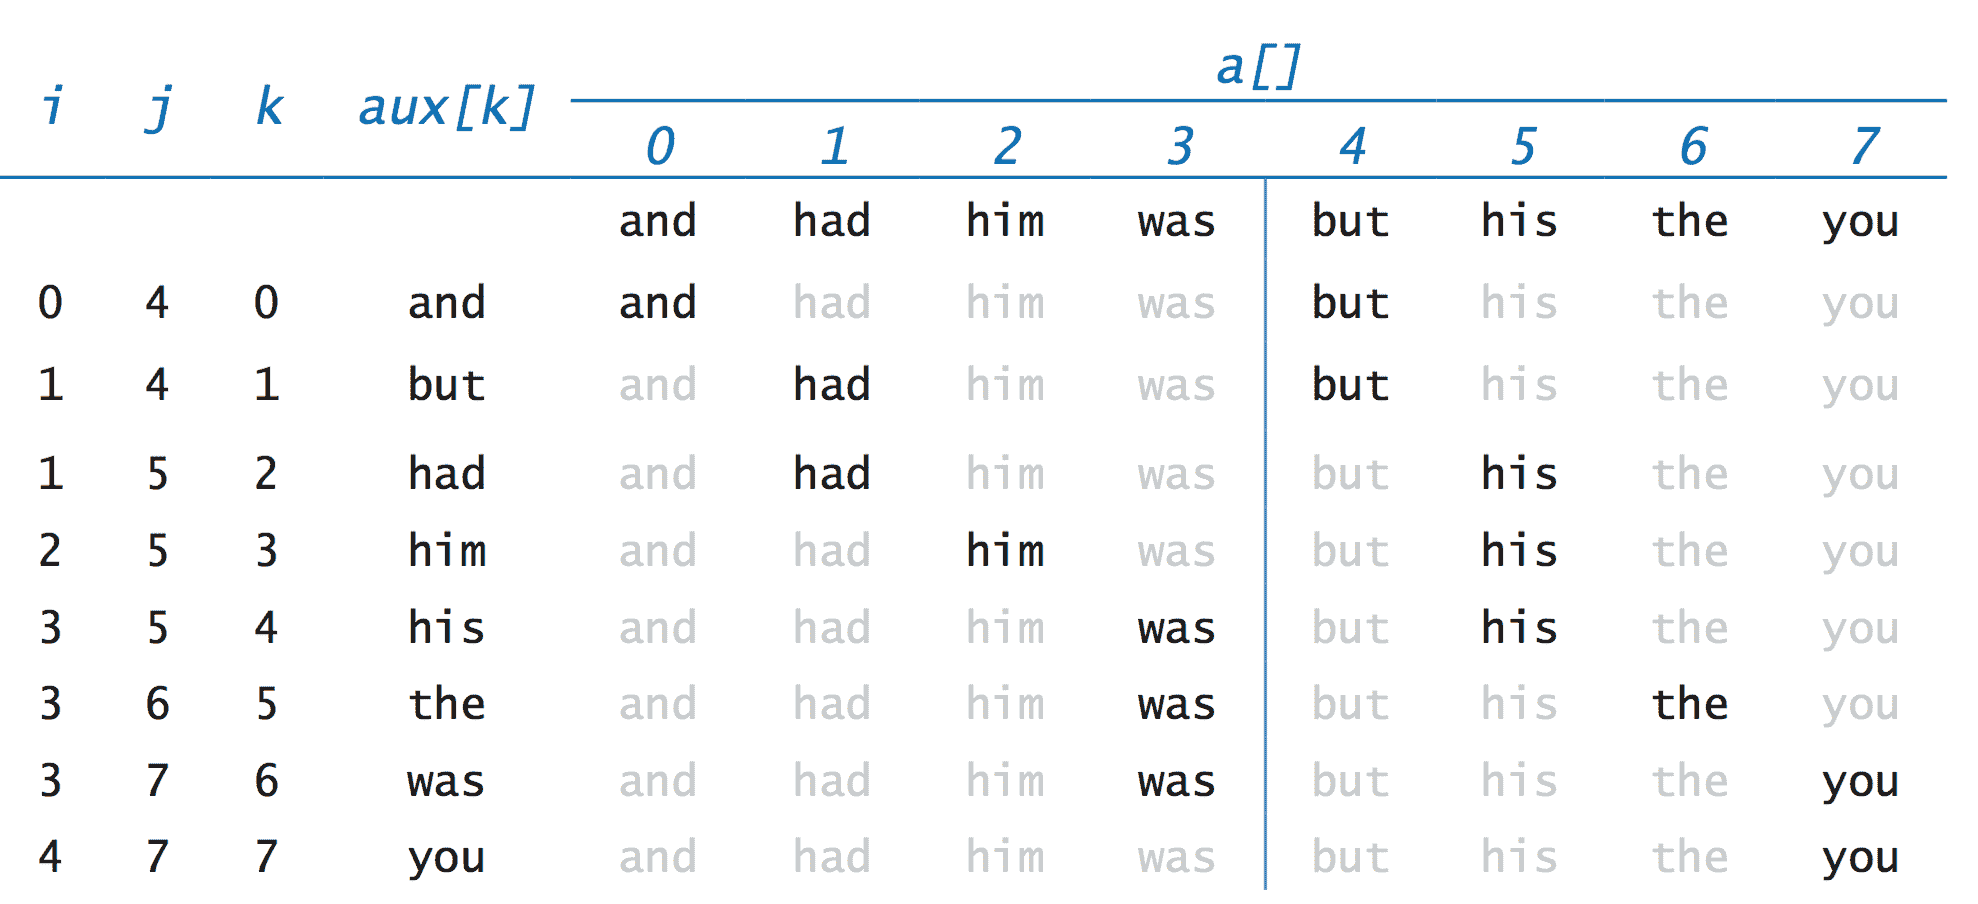 a[]
i j k aux[k]
0 1 2 3 4 5 6 7
and had him was but his the you
0 4 0 and and had him was but his the you
1 4 1 but and had him was but his the you
1 5 2 had and had him was but his the you
2 5 3 him and had him was but his the you
3 5 4 his and had him was but his the you
3 6 5 the and had him was but his the you
3 7 6 was and had him was but his the you
4 7 7 you and had him was but his the you